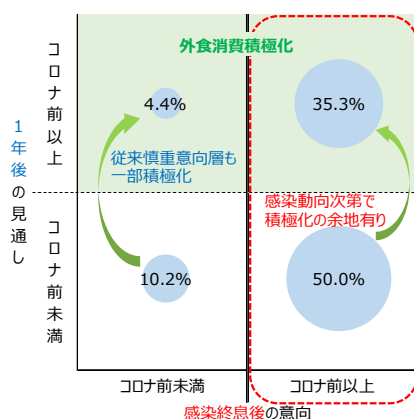 外食消費積極化
コロナ前以上
4.4%
35.3%
従来慎重意向層も
一部積極化
1年後の見通し
感染動向次第で
積極化の余地有り
コロナ前未満
10.2%
50.0%
コロナ前未満
コロナ前以上
感染終息後の意向